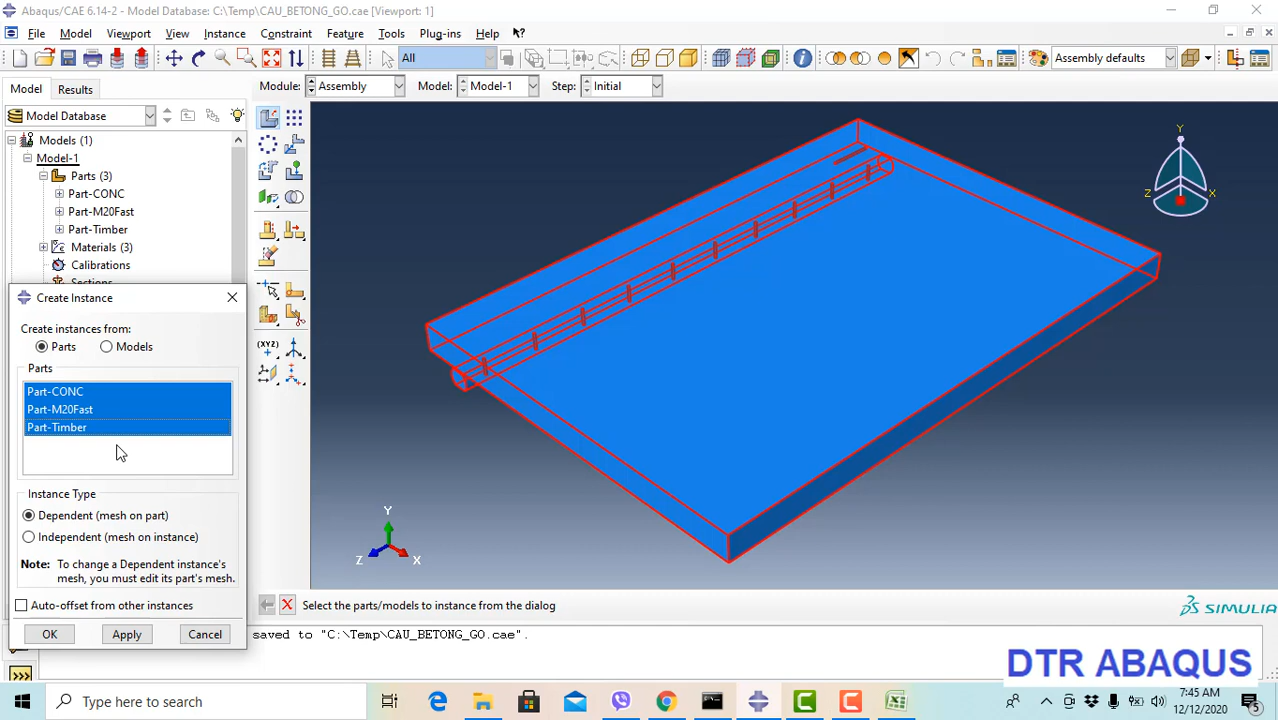 Abaqus/CAE 6.14-2 - Model Database: C:\Temp\CAU_BETONG_GO.cae [Viewport: 1]
File Model Viewport View Instance Constraint Feature Tools Plug-ins Help
All
Assembly defaults
Model Results
Module: Assembly Model: Model-1 Step: Initial
Model Database
Models (1)
Model-1
Parts (3)
Part-CONC
Part-M20Fast
Part-Timber
Materials (3)
Calibrations
Sections
Create Instance
Create instances from:
Parts Models
Parts
Part-CONC
Part-M20Fast
Part-Timber
Instance Type
Dependent (mesh on part)
Independent (mesh on instance)
Note: To change a Dependent instance's
mesh, you must edit its part's mesh.
Auto-offset from other instances
OK Apply Cancel
(XYZ)
Y
Z X
Y
Z X
Select the parts/models to instance from the dialog
SIMULIA
saved to "C:\Temp\CAU_BETONG_GO.cae".
DTR ABAQUS
>>>
Type here to search
7:45 AM
12/12/2020
5